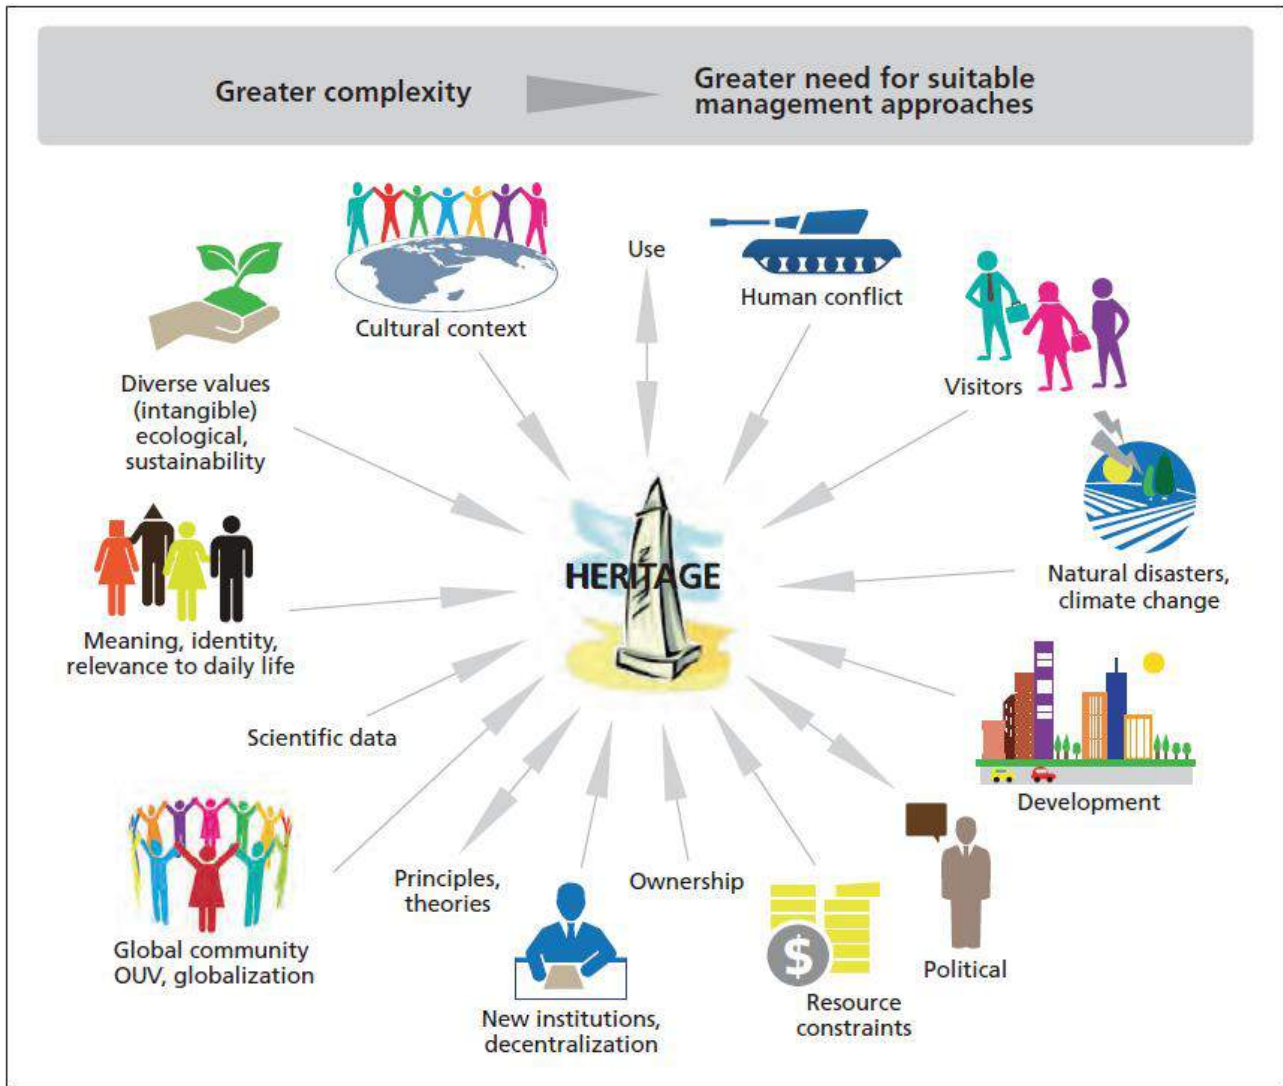 Greater complexity
Greater need for suitable
management approaches
Cultural context
Use
Human conflict
Visitors
Diverse values
(intangible)
ecological,
sustainability
HERITAGE
Natural disasters,
climate change
Meaning, identity,
relevance to daily life
Scientific data
Development
Global community
OUV, globalization
Principles,
theories
New institutions,
decentralization
Ownership
$
Resource
constraints
Political